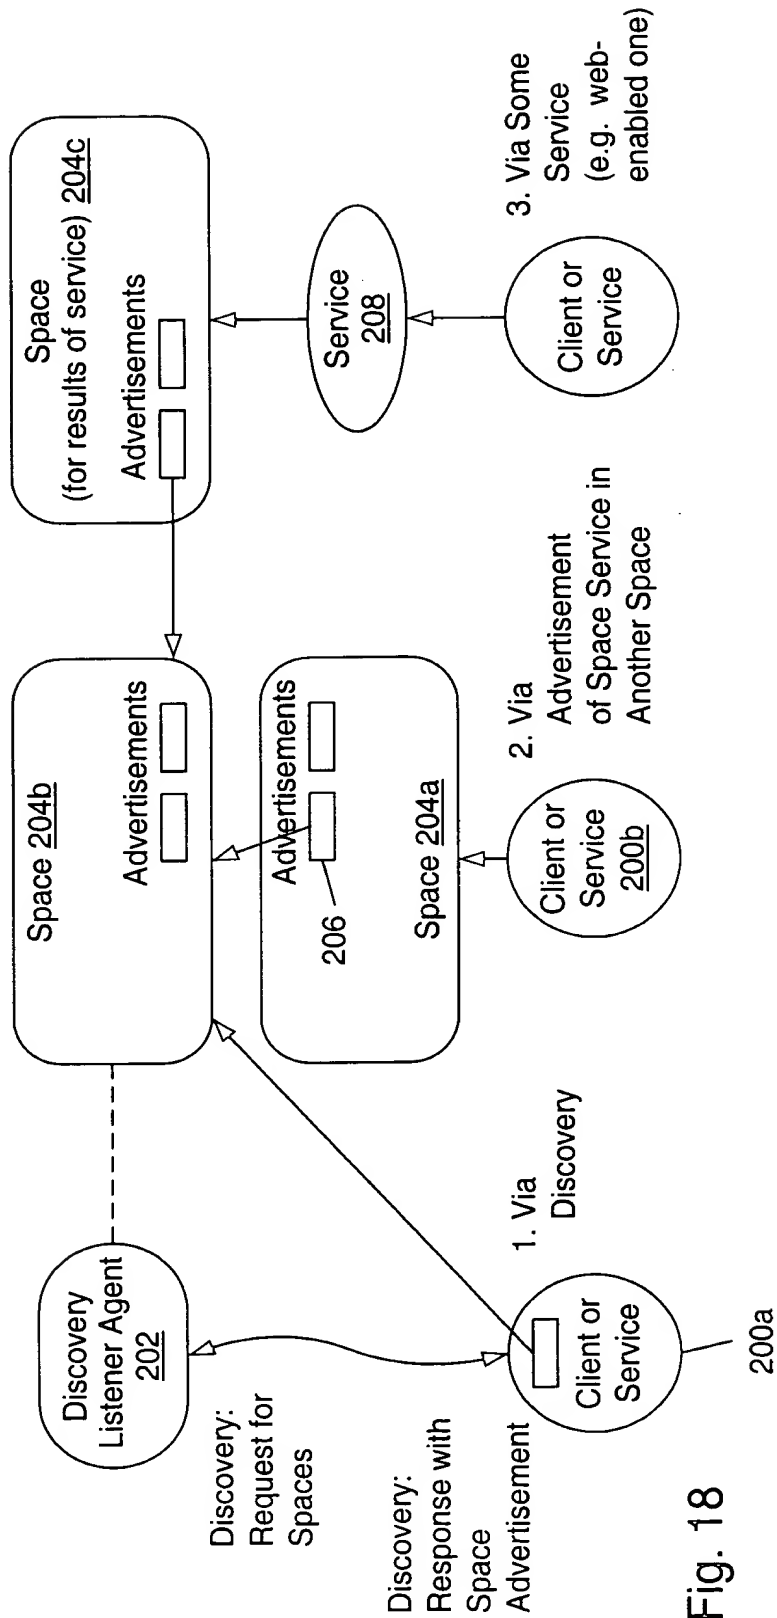 Discovery
Listener Agent
202
Discovery:
Request for
Spaces
Discovery:
Response with
Space
Advertisement
Client or
Service
200a
1. Via
Discovery
Space 204b
Advertisements
Advertisements
206
Space 204a
Client or
Service
200b
2. Via
Advertisement
of Space Service in
Another Space
Space
(for results of service) 204c
Advertisements
Service
208
Client or
Service
3. Via Some
Service
(e.g. web-
enabled one)
Fig. 18